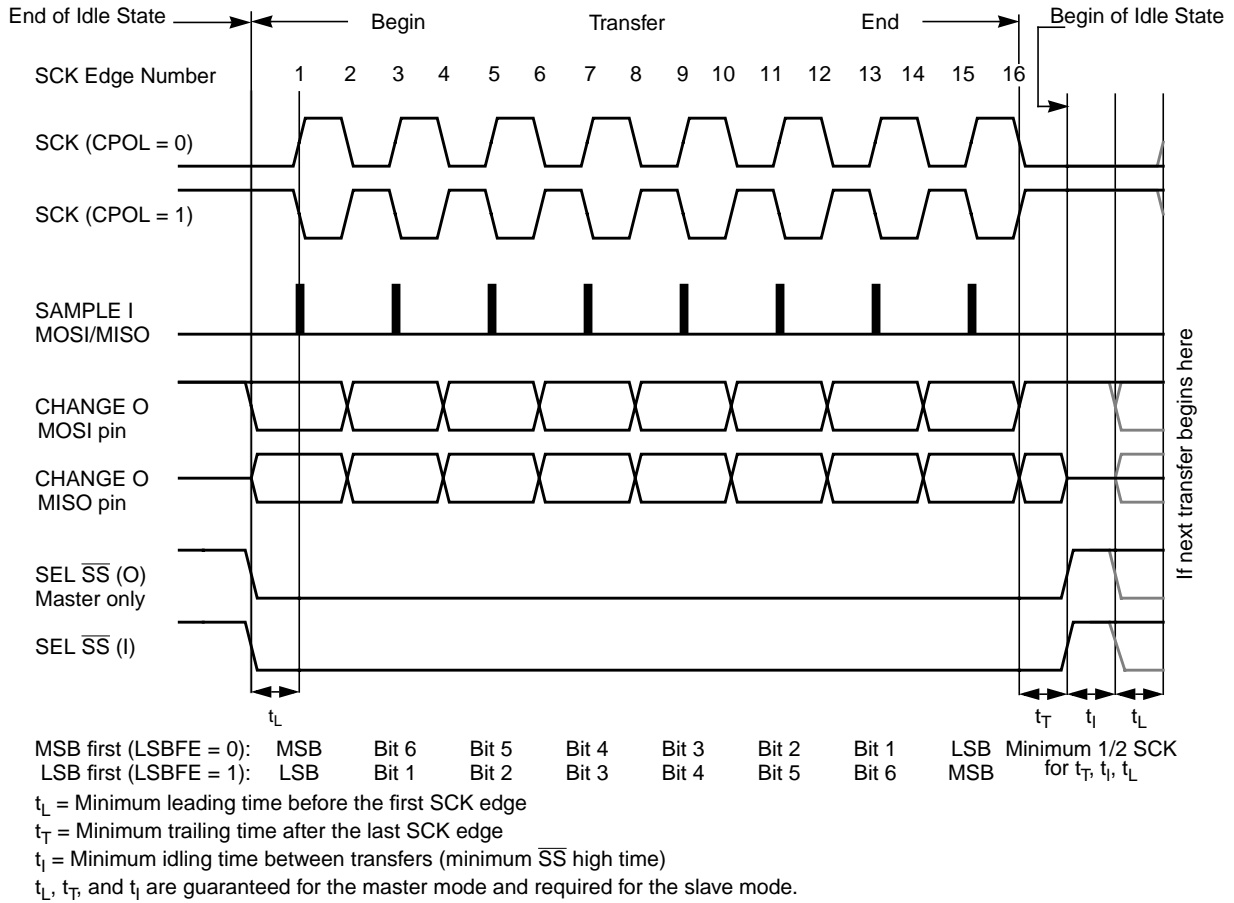 End of Idle State
Begin
Transfer
End
Begin of Idle State
SCK Edge Number 1 2 3 4 5 6 7 8 9 10 11 12 13 14 15 16
SCK (CPOL = 0)
SCK (CPOL = 1)
SAMPLE I
MOSI/MISO
CHANGE O
MOSI pin
CHANGE O
MISO pin
SEL S̅S̅ (O)
Master only
SEL S̅S̅ (I)
If next transfer begins here
tL
tT
tI
tL
MSB first (LSBFE = 0): MSB Bit 6 Bit 5 Bit 4 Bit 3 Bit 2 Bit 1 LSB
LSB first (LSBFE = 1): LSB Bit 1 Bit 2 Bit 3 Bit 4 Bit 5 Bit 6 MSB
Minimum 1/2 SCK
for tT, tI, tL
tL = Minimum leading time before the first SCK edge
tT = Minimum trailing time after the last SCK edge
tI = Minimum idling time between transfers (minimum S̅S̅ high time)
tL, tT, and tI are guaranteed for the master mode and required for the slave mode.